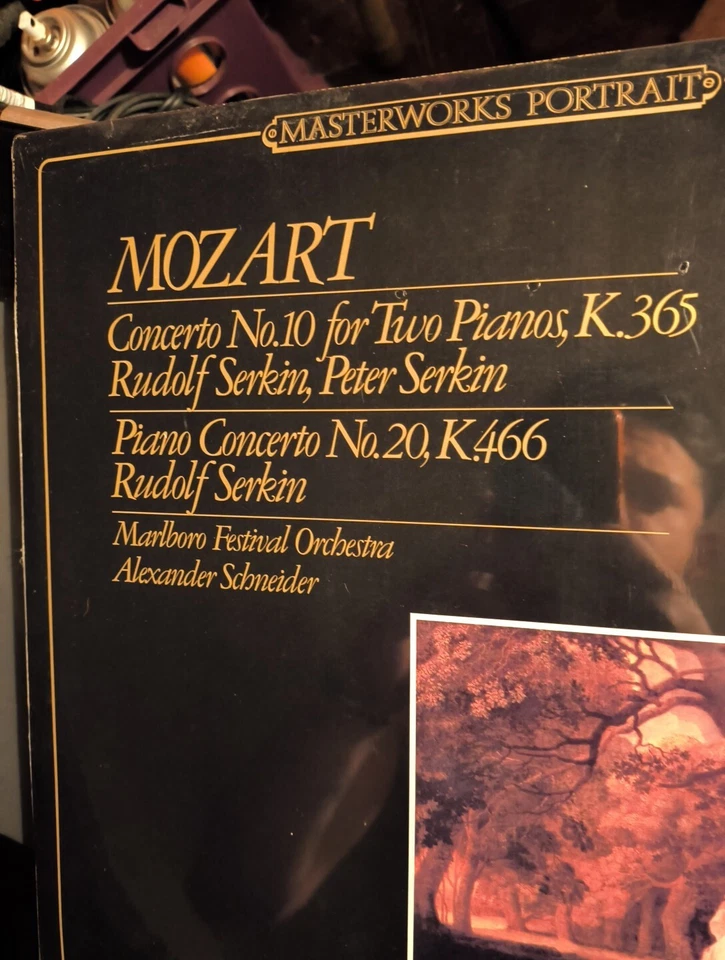 MASTERWORKS PORTRAIT
MOZART
Concerto No.10 for Two Pianos, K.365
Rudolf Serkin, Peter Serkin
Piano Concerto No.20, K.466
Rudolf Serkin
Marlboro Festival Orchestra
Alexander Schneider